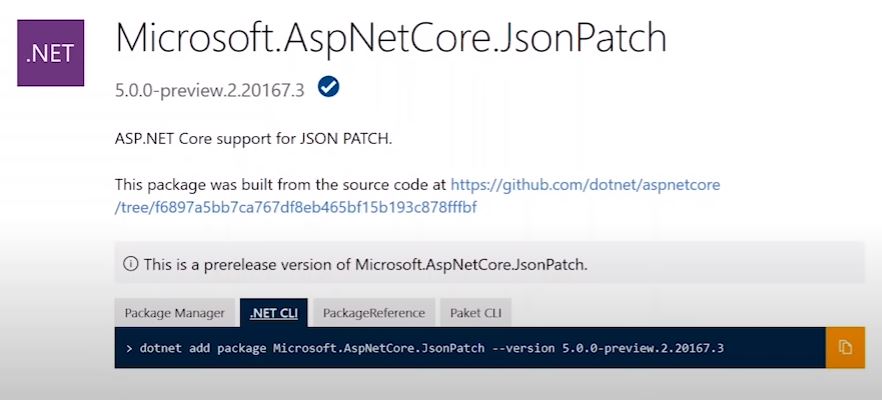 .NET
Microsoft.AspNetCore.JsonPatch
5.0.0-preview.2.20167.3
ASP.NET Core support for JSON PATCH.
This package was built from the source code at https://github.com/dotnet/aspnetcore
/tree/f6897a5bb7ca767df8eb465bf15b193c878fffbf
This is a prerelease version of Microsoft.AspNetCore.JsonPatch.
Package Manager .NET CLI PackageReference Paket CLI
> dotnet add package Microsoft.AspNetCore.JsonPatch --version 5.0.0-preview.2.20167.3